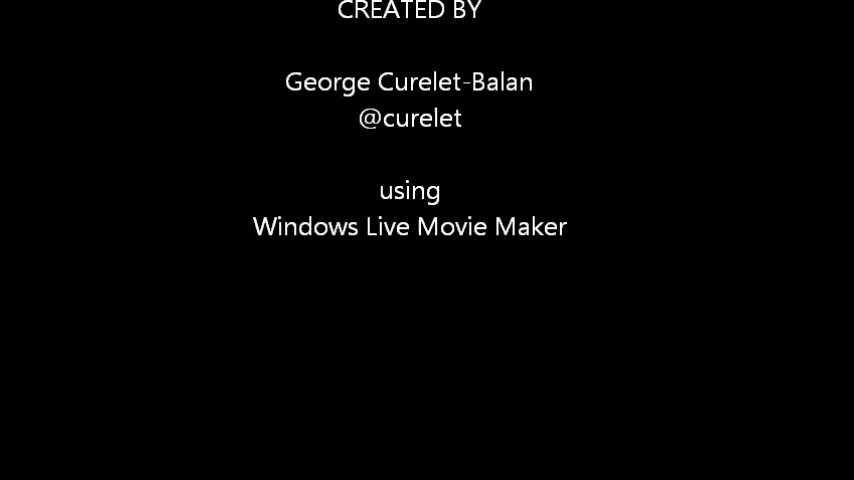 CREATED BY
George Curelet-Balan
@curelet
using
Windows Live Movie Maker